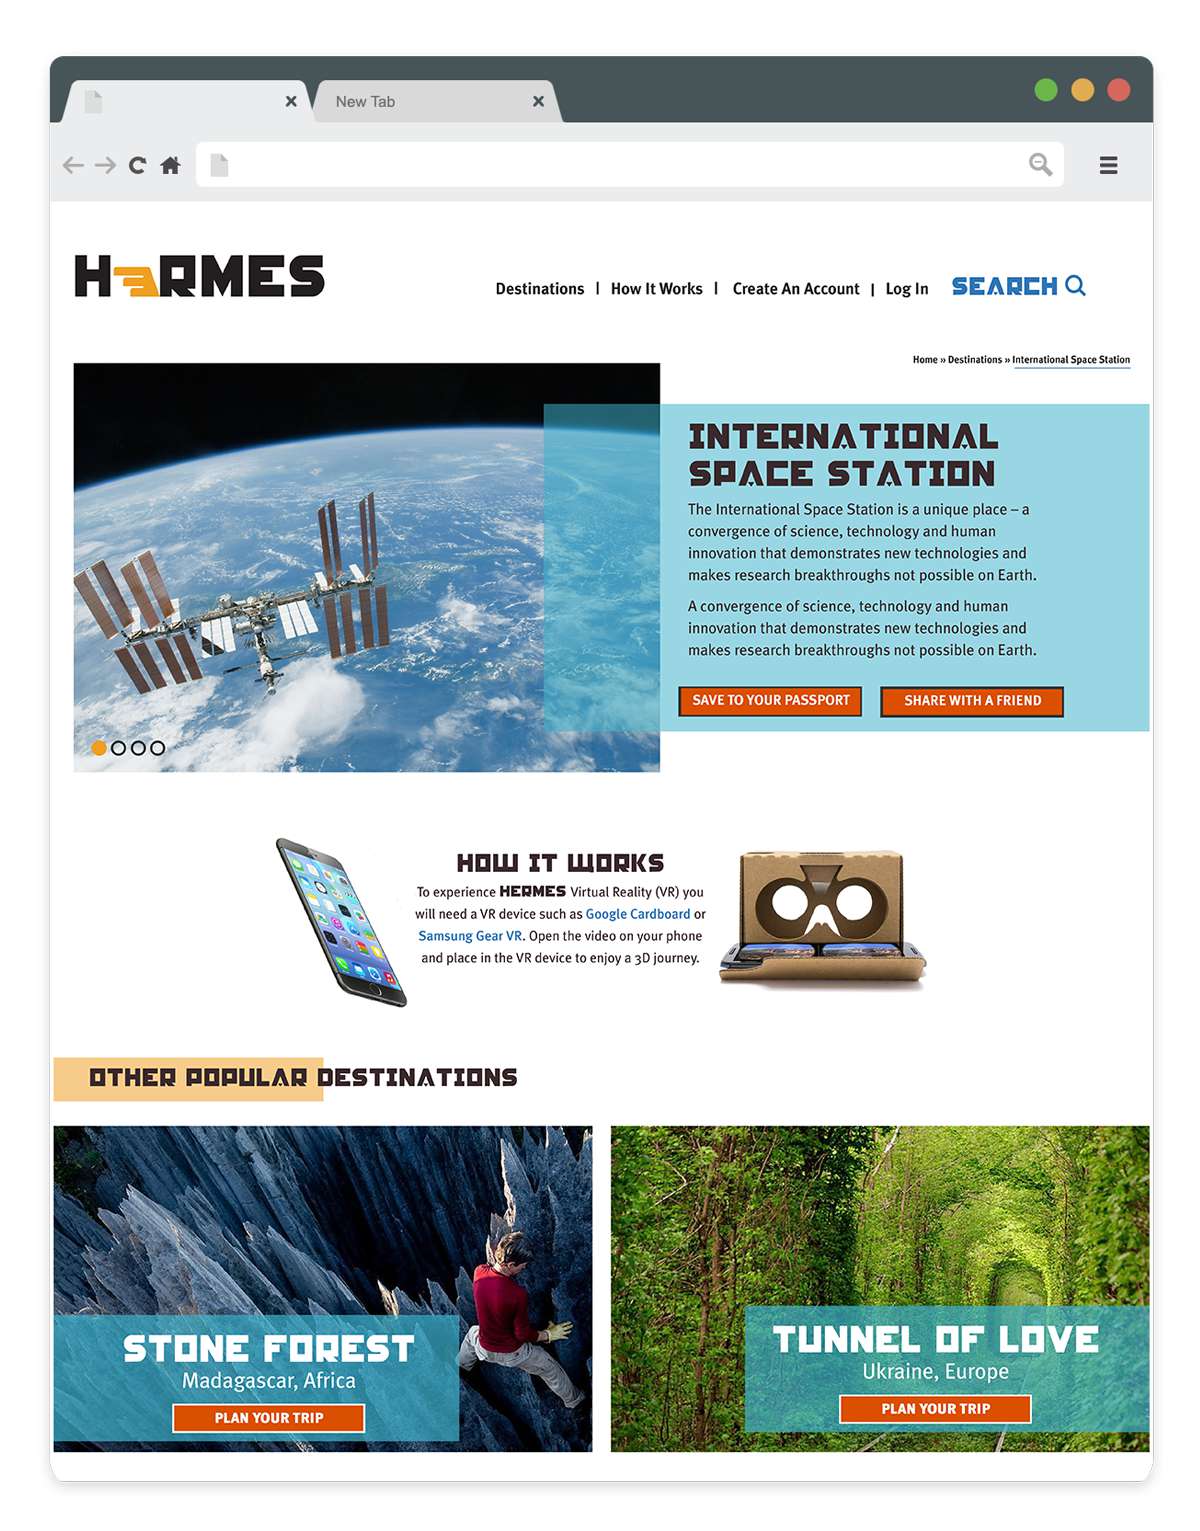 New Tab
HERMES
Destinations | How It Works | Create An Account | Log In SEARCH
Home » Destinations » International Space Station
INTERNATIONAL
SPACE STATION
The International Space Station is a unique place – a
convergence of science, technology and human
innovation that demonstrates new technologies and
makes research breakthroughs not possible on Earth.
A convergence of science, technology and human
innovation that demonstrates new technologies and
makes research breakthroughs not possible on Earth.
SAVE TO YOUR PASSPORT SHARE WITH A FRIEND
HOW IT WORKS
To experience HERMES Virtual Reality (VR) you
will need a VR device such as Google Cardboard or
Samsung Gear VR. Open the video on your phone
and place in the VR device to enjoy a 3D journey.
OTHER POPULAR DESTINATIONS
STONE FOREST
Madagascar, Africa
PLAN YOUR TRIP
TUNNEL OF LOVE
Ukraine, Europe
PLAN YOUR TRIP